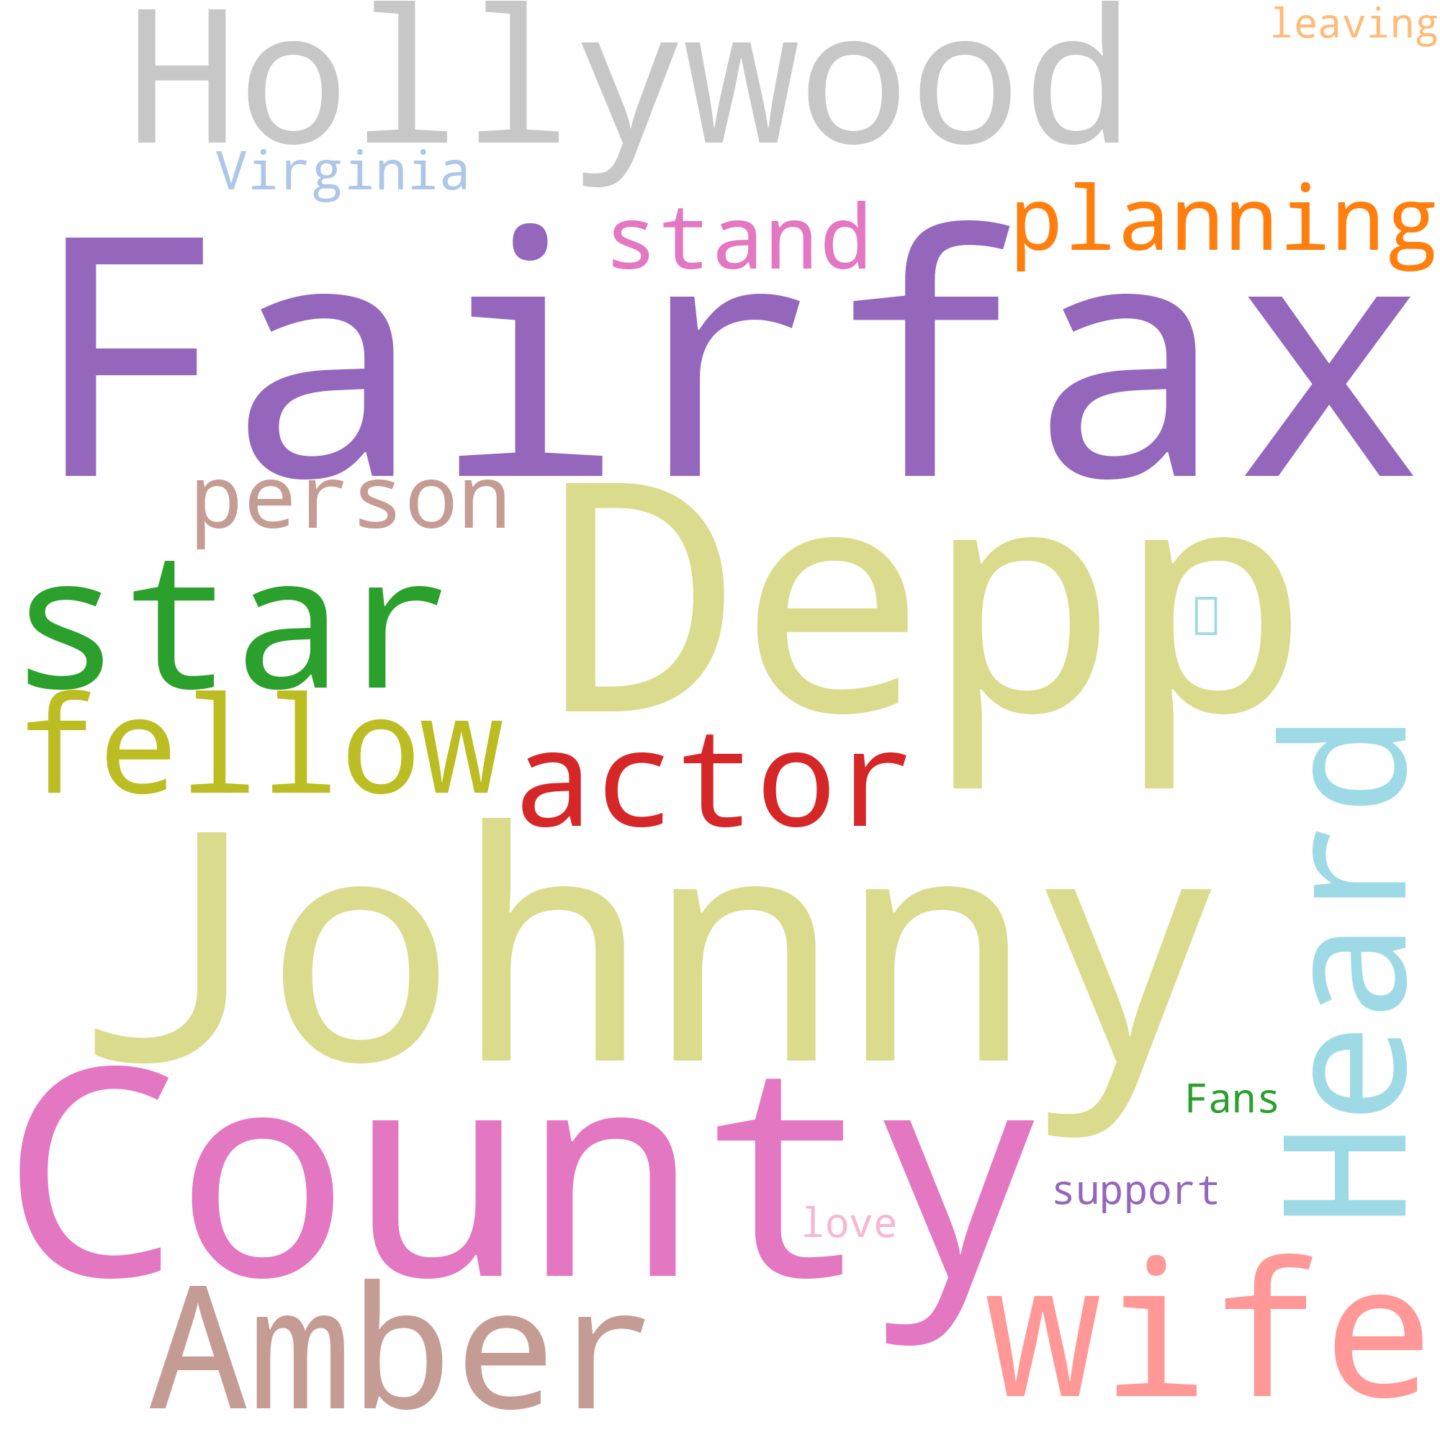 Hollywood
leaving
Virginia
stand
planning
Fairfax
person
Depp
star
fellow
actor
Heard
Johnny
County
Fans
support
love
Amber
wife